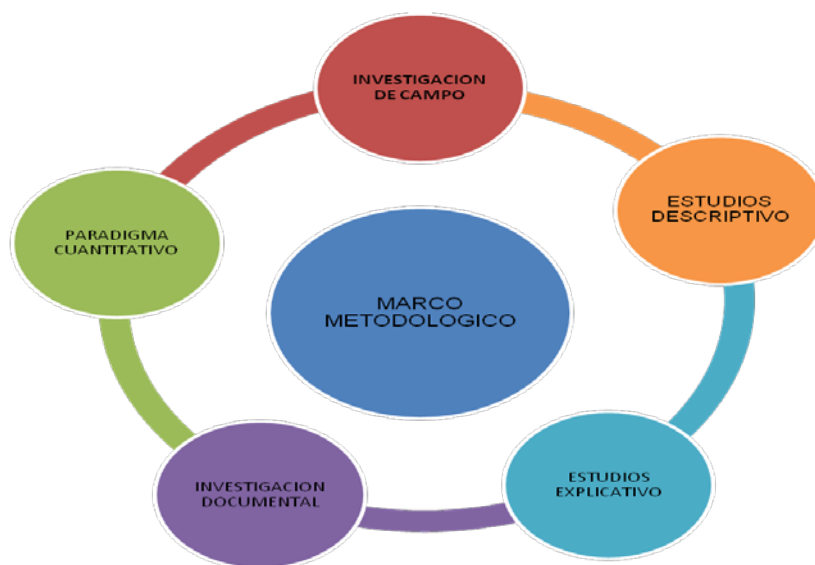 INVESTIGACION
DE CAMPO
ESTUDIOS
DESCRIPTIVO
PARADIGMA
CUANTITATIVO
MARCO
METODOLOGICO
INVESTIGACION
DOCUMENTAL
ESTUDIOS
EXPLICATIVO